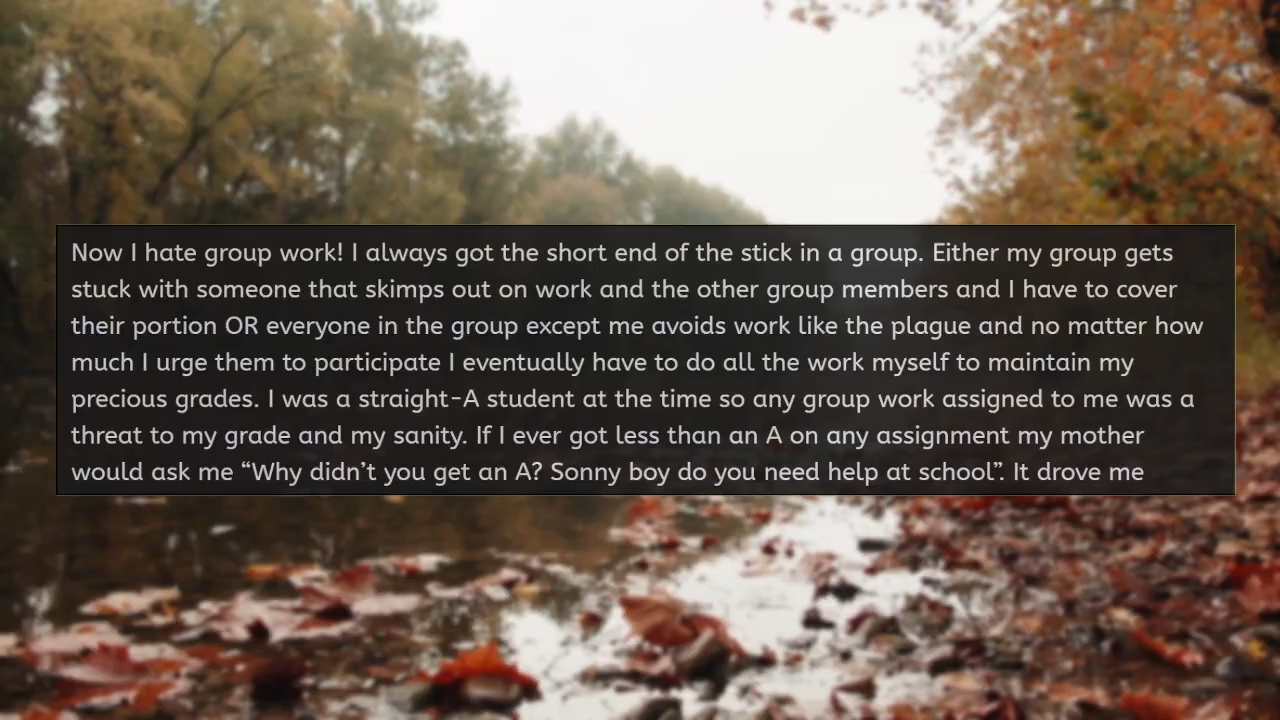 Now I hate group work! I always got the short end of the stick in a group. Either my group gets
stuck with someone that skimps out on work and the other group members and I have to cover
their portion OR everyone in the group except me avoids work like the plague and no matter how
much I urge them to participate I eventually have to do all the work myself to maintain my
precious grades. I was a straight-A student at the time so any group work assigned to me was a
threat to my grade and my sanity. If I ever got less than an A on any assignment my mother
would ask me “Why didn’t you get an A? Sonny boy do you need help at school”. It drove me